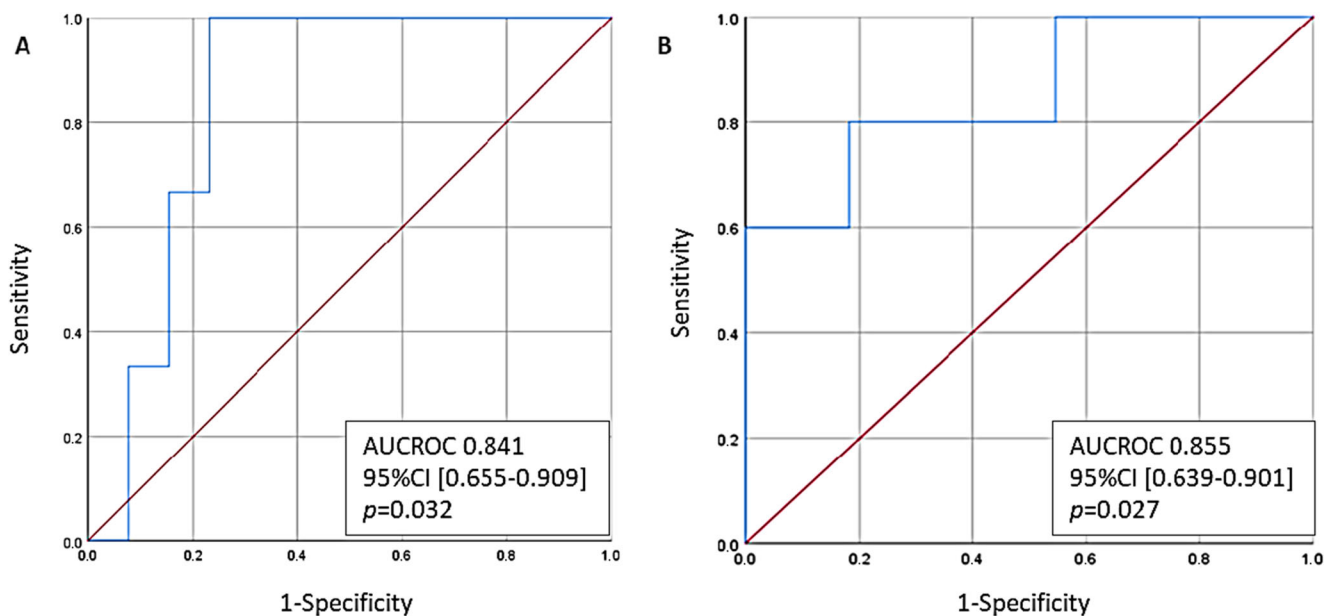 A
1.0
0.8
0.6
0.4
0.2
0.0
0.0 0.2 0.4 0.6 0.8 1.0
Sensitivity
1-Specificity
AUCROC 0.841
95%CI [0.655-0.909]
p=0.032
B
1.0
0.8
0.6
0.4
0.2
0.0
0.0 0.2 0.4 0.6 0.8 1.0
Sensitivity
1-Specificity
AUCROC 0.855
95%CI [0.639-0.901]
p=0.027